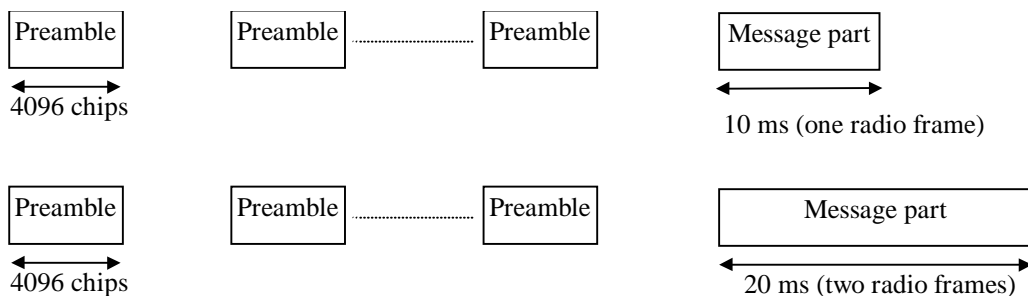 Preamble Preamble Preamble Message part
4096 chips 10 ms (one radio frame)
Preamble Preamble Preamble Message part
4096 chips 20 ms (two radio frames)